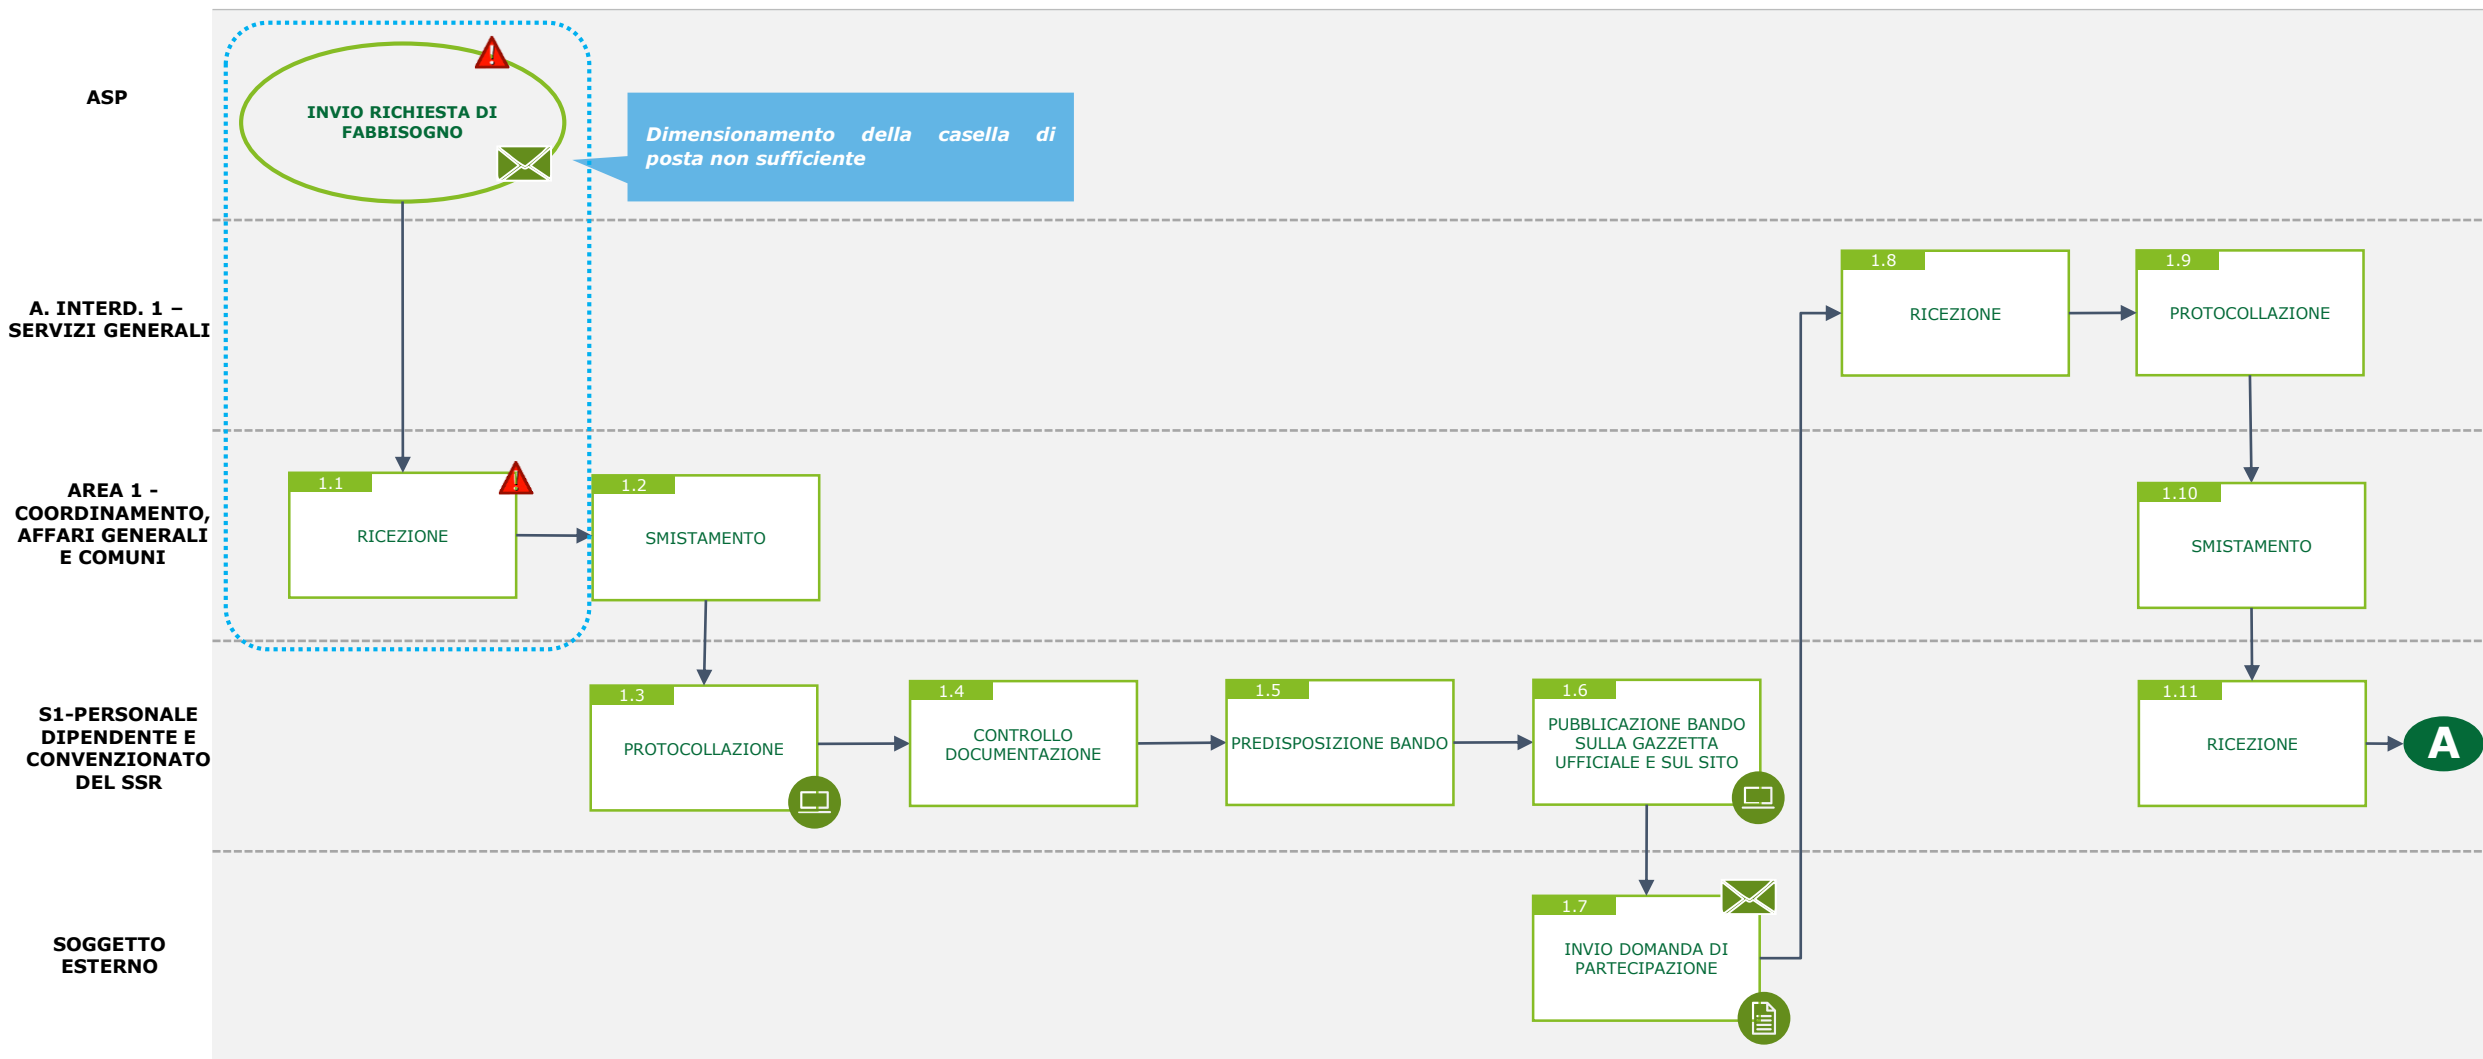 ASP
INVIO RICHIESTA DI
FABBISOGNO
Dimensionamento della casella di
posta non sufficiente
A. INTERD. 1 –
SERVIZI GENERALI
1.8
RICEZIONE
1.9
PROTOCOLLAZIONE
AREA 1 -
COORDINAMENTO,
AFFARI GENERALI
E COMUNI
1.1
RICEZIONE
1.2
SMISTAMENTO
1.10
SMISTAMENTO
S1-PERSONALE
DIPENDENTE E
CONVENZIONATO
DEL SSR
1.3
PROTOCOLLAZIONE
1.4
CONTROLLO
DOCUMENTAZIONE
1.5
PREDISPOSIZIONE BANDO
1.6
PUBBLICAZIONE BANDO
SULLA GAZZETTA
UFFICIALE E SUL SITO
1.11
RICEZIONE
A
SOGGETTO
ESTERNO
1.7
INVIO DOMANDA DI
PARTECIPAZIONE